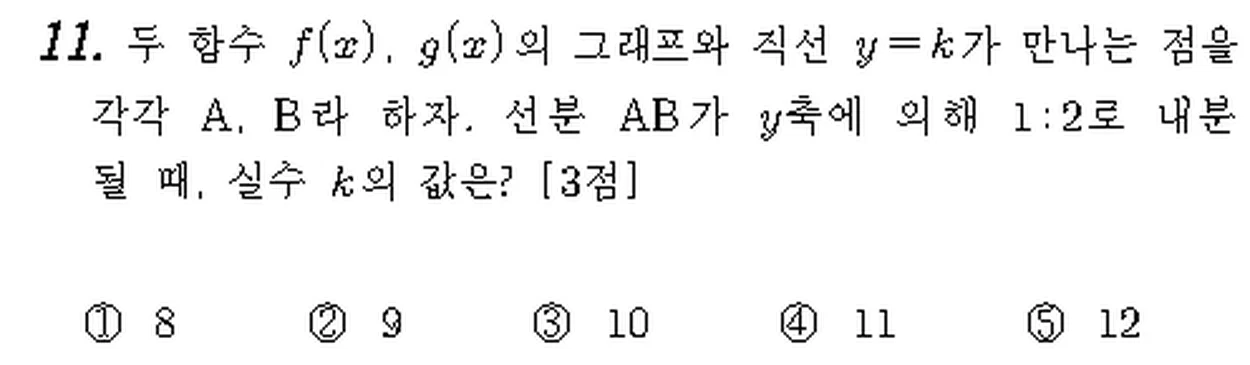 11. 두 함수 f(x), g(x)의 그래프와 직선 y=k가 만나는 점을
각각 A, B라 하자. 선분 AB가 y축에 의해 1:2로 내분
될 때, 실수 k의 값은? [3점]
① 8 ② 9 ③ 10 ④ 11 ⑤ 12